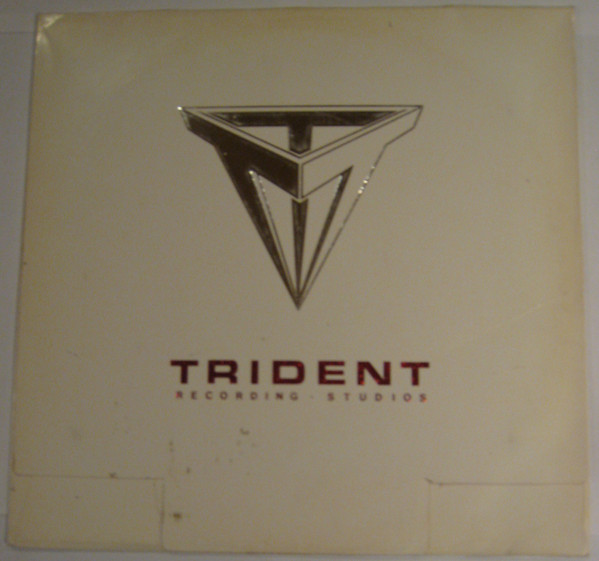 TRIDENT
RECORDING · STUDIOS